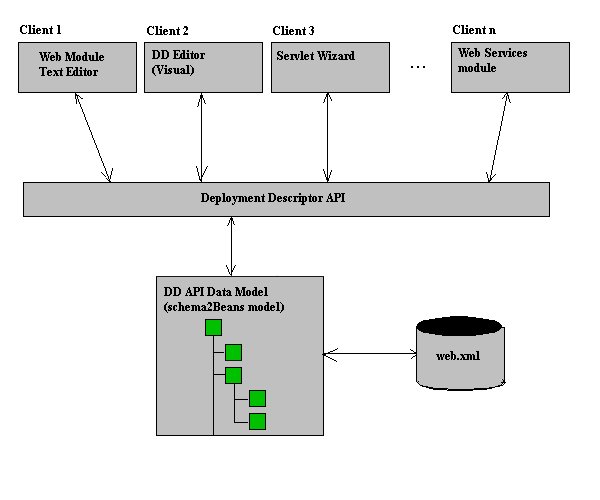 Client 1
Client 2
Client 3
Client n
Web Module
Text Editor
DD Editor
(Visual)
Servlet Wizard
...
Web Services
module
Deployment Descriptor API
DD API Data Model
(schema2Beans model)
web.xml